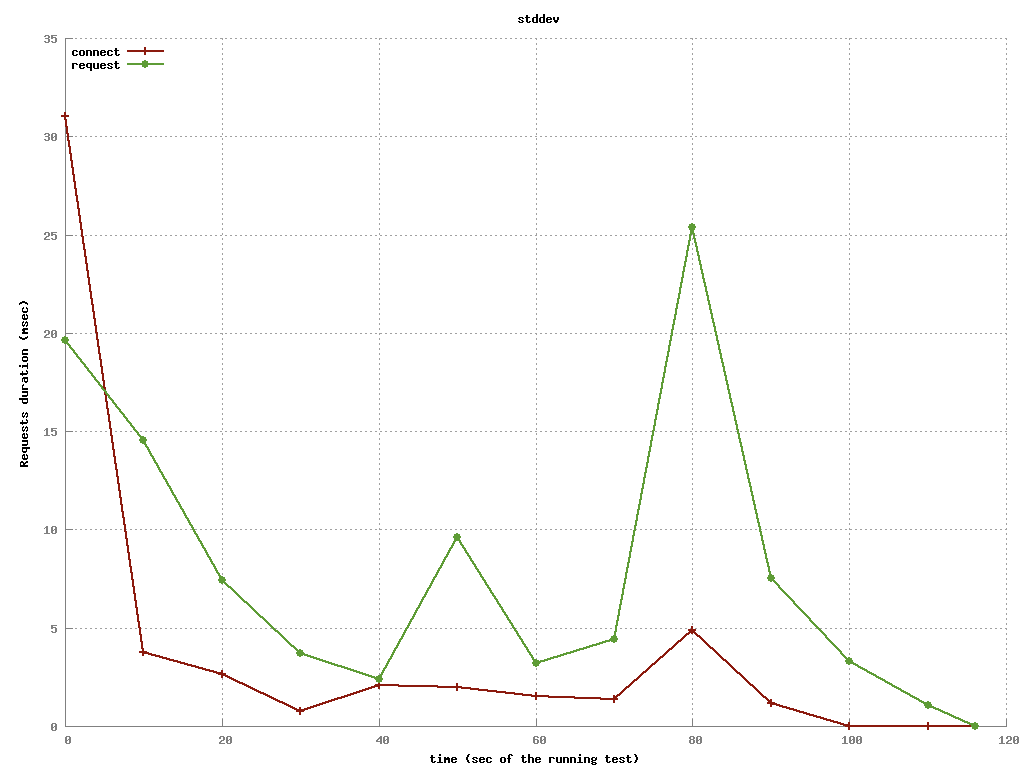 stddev
connect
request
35
30
25
20
15
10
5
0
Requests duration (msec)
0 20 40 60 80 100 120
time (sec of the running test)